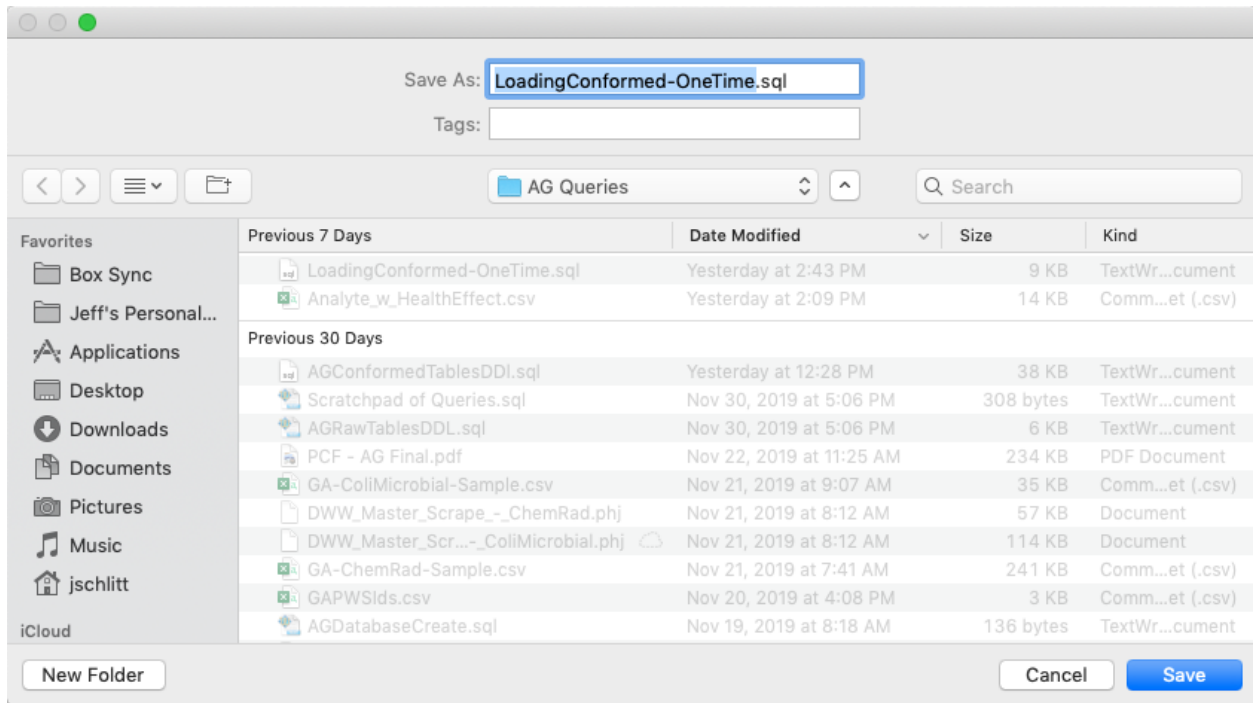 Save As: LoadingConformed-OneTime.sql
Tags:
AG Queries
Search
Favorites
Box Sync
Jeff's Personal...
Applications
Desktop
Downloads
Documents
Pictures
Music
jschlitt
iCloud
Previous 7 Days Date Modified Size Kind
LoadingConformed-OneTime.sql Yesterday at 2:43 PM 9 KB TextWr...cument
Analyte_w_HealthEffect.csv Yesterday at 2:09 PM 14 KB Comm...et (.csv)
Previous 30 Days
AGConformedTablesDDl.sql Yesterday at 12:28 PM 38 KB TextWr...cument
Scratchpad of Queries.sql Nov 30, 2019 at 5:06 PM 308 bytes TextWr...cument
AGRawTablesDDL.sql Nov 30, 2019 at 5:06 PM 6 KB TextWr...cument
PCF - AG Final.pdf Nov 22, 2019 at 11:25 AM 234 KB PDF Document
GA-ColiMicrobial-Sample.csv Nov 21, 2019 at 9:07 AM 35 KB Comm...et (.csv)
DWW_Master_Scrape_-_ChemRad.phj Nov 21, 2019 at 8:12 AM 57 KB Document
DWW_Master_Scr...-_ColiMicrobial.phj Nov 21, 2019 at 8:12 AM 114 KB Document
GA-ChemRad-Sample.csv Nov 21, 2019 at 7:41 AM 241 KB Comm...et (.csv)
GAPWSIds.csv Nov 20, 2019 at 4:08 PM 3 KB Comm...et (.csv)
AGDatabaseCreate.sql Nov 19, 2019 at 8:18 AM 136 bytes TextWr...cument
New Folder Cancel Save